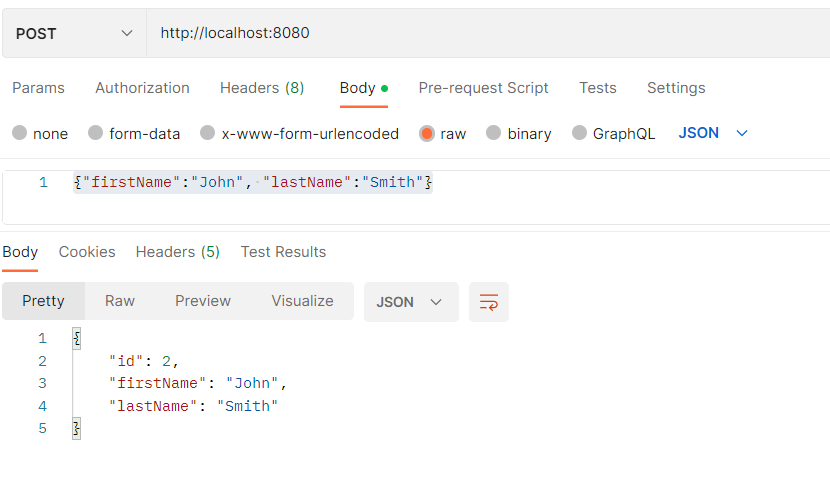 POST http://localhost:8080
Params Authorization Headers (8) Body Pre-request Script Tests Settings
none form-data x-www-form-urlencoded raw binary GraphQL JSON
1 {"firstName":"John", "lastName":"Smith"}
Body Cookies Headers (5) Test Results
Pretty Raw Preview Visualize JSON
1 {
2 "id": 2,
3 "firstName": "John",
4 "lastName": "Smith"
5 }